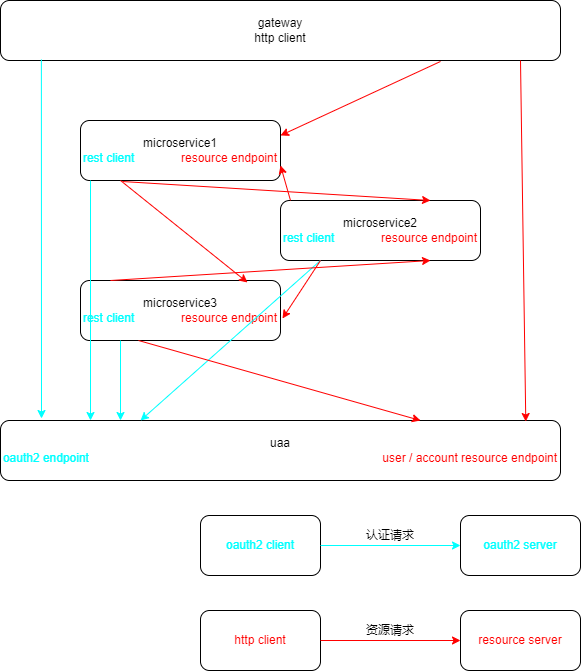 gateway
http client
microservice1
rest client resource endpoint
microservice2
rest client resource endpoint
microservice3
rest client resource endpoint
uaa
oauth2 endpoint user / account resource endpoint
oauth2 client 认证请求 oauth2 server
http client 资源请求 resource server